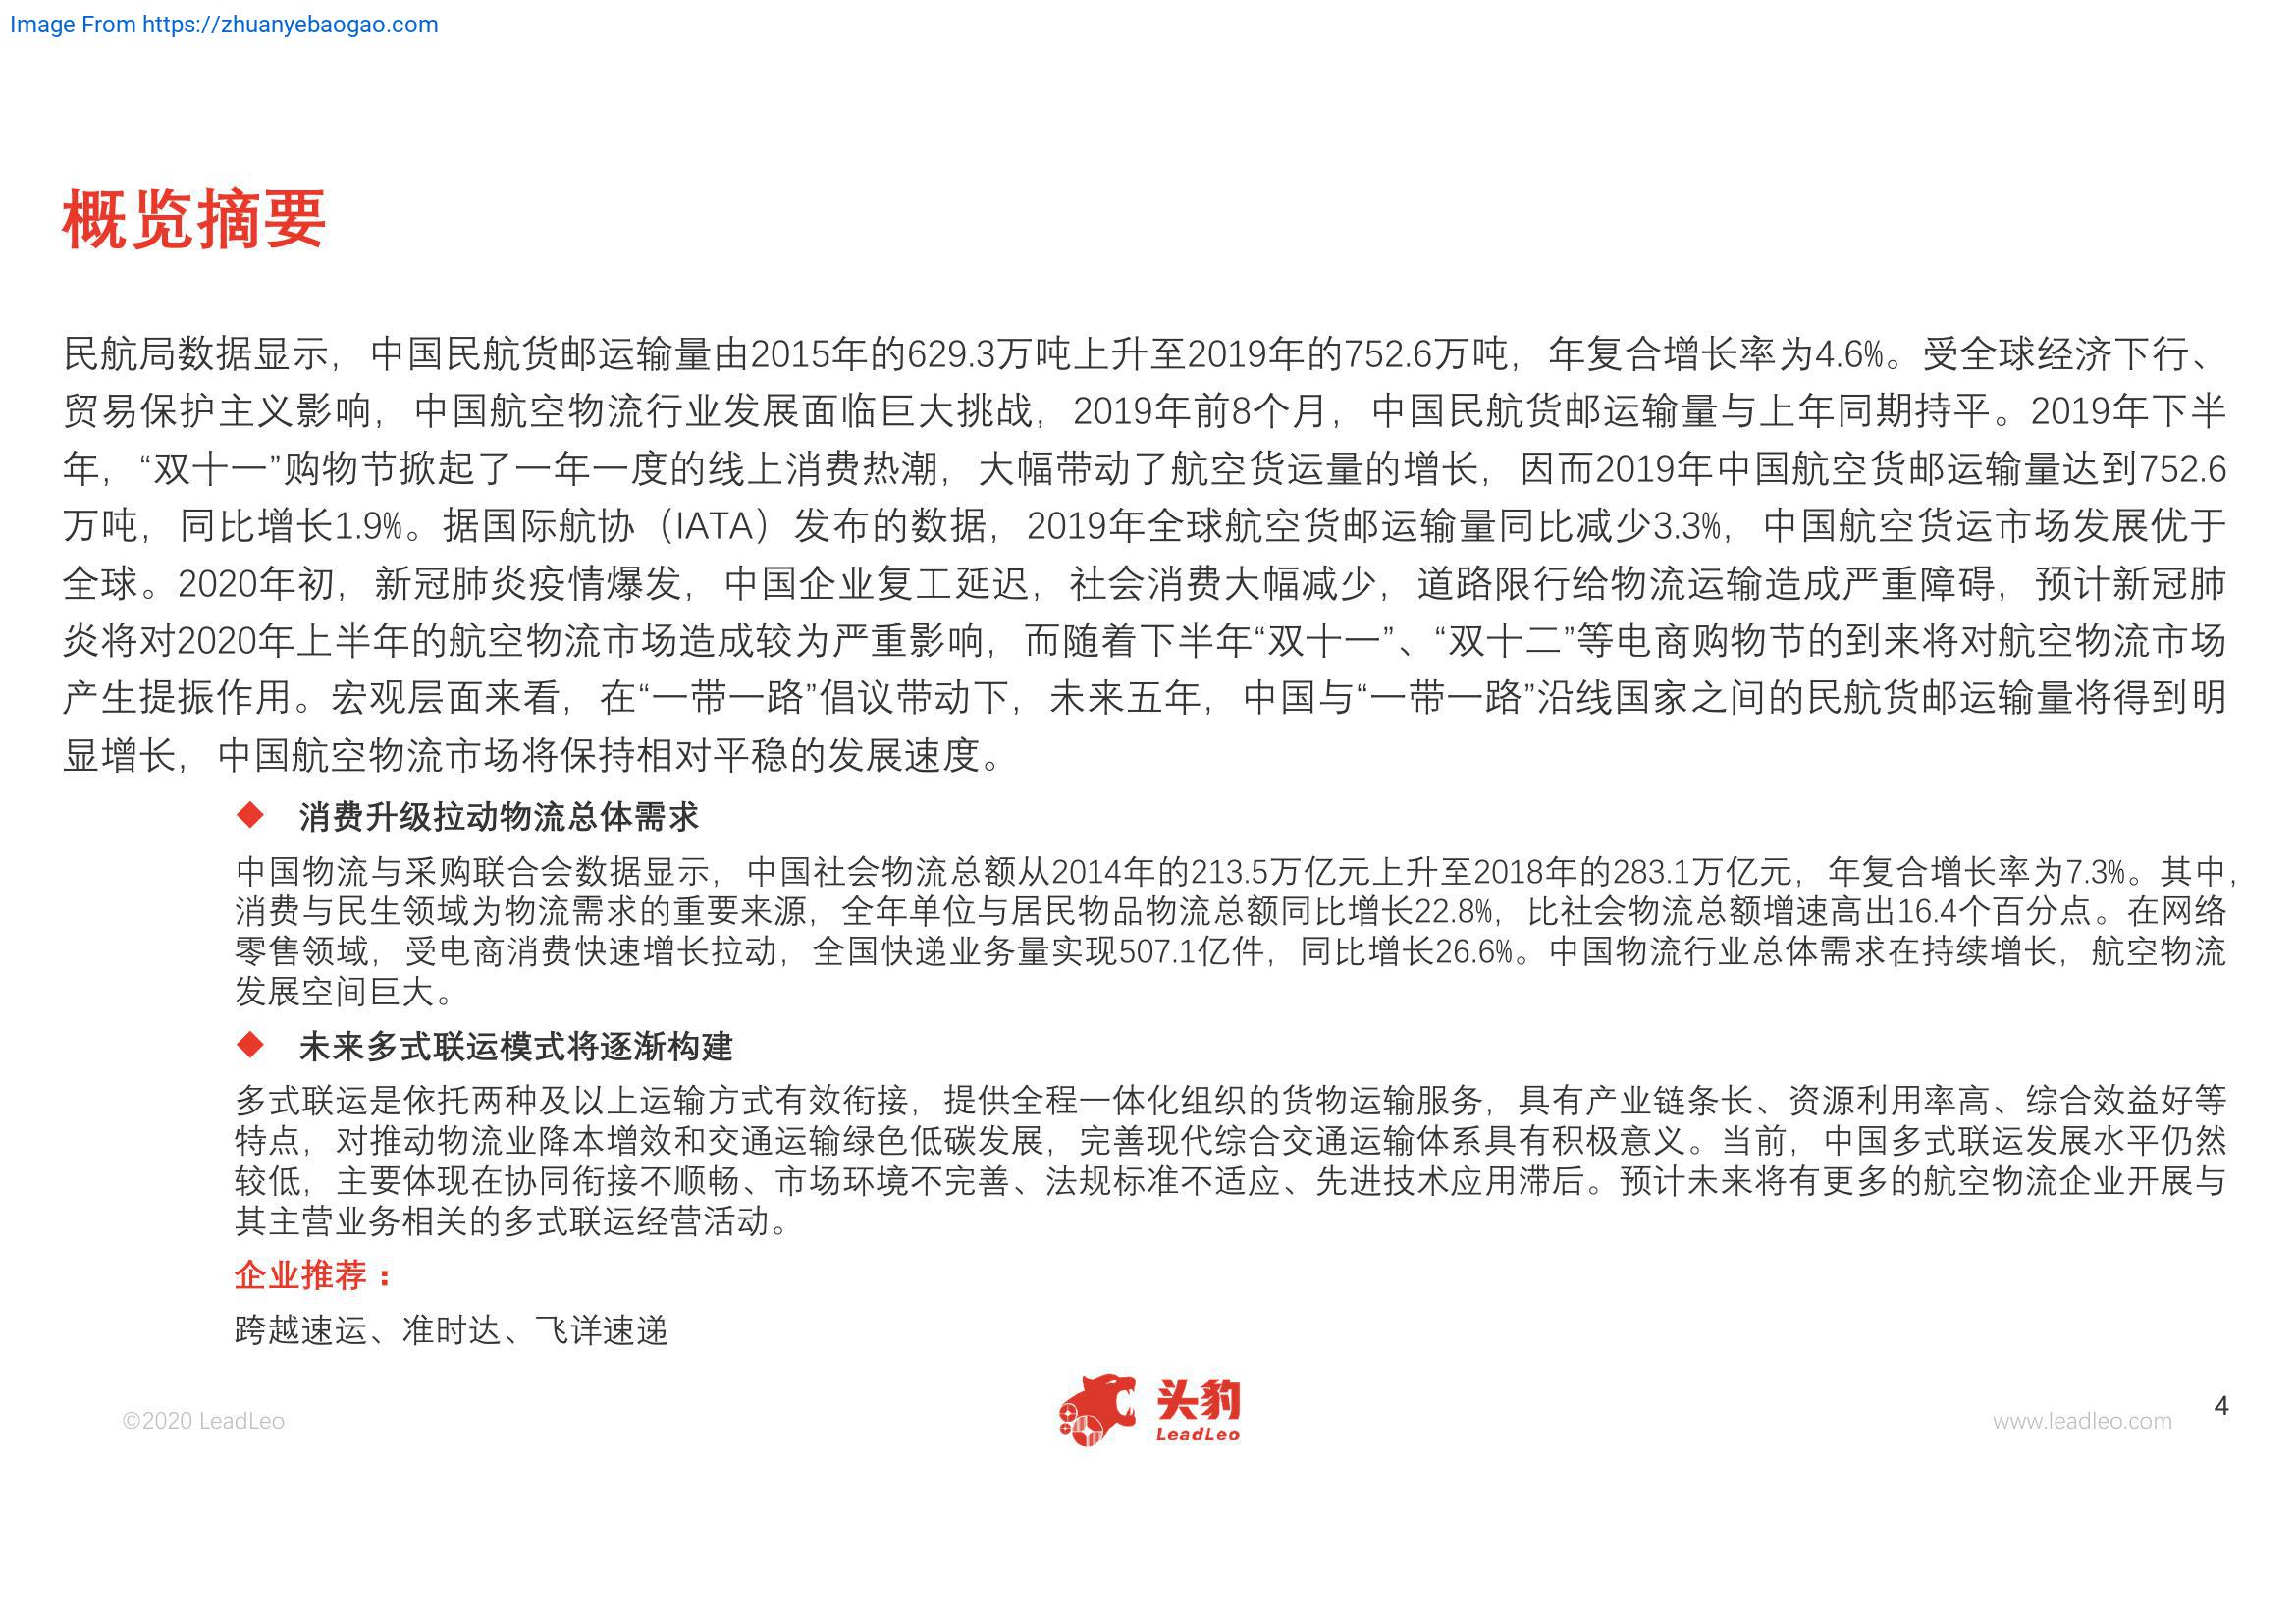 Image From https://zhuanyebaogao.com
概览摘要
民航局数据显示，中国民航货邮运输量由2015年的629.3万吨上升至2019年的752.6万吨，年复合增长率为4.6%。受全球经济下行、
贸易保护主义影响，中国航空物流行业发展面临巨大挑战，2019年前8个月，中国民航货邮运输量与上年同期持平。2019年下半
年，“双十一”购物节掀起了一年一度的线上消费热潮，大幅带动了航空货运量的增长，因而2019年中国航空货邮运输量达到752.6
万吨，同比增长1.9%。据国际航协（IATA）发布的数据，2019年全球航空货邮运输量同比减少3.3%，中国航空货运市场发展优于
全球。2020年初，新冠肺炎疫情爆发，中国企业复工延迟，社会消费大幅减少，道路限行给物流运输造成严重障碍，预计新冠肺
炎将对2020年上半年的航空物流市场造成较为严重影响，而随着下半年“双十一”、“双十二”等电商购物节的到来将对航空物流市场
产生提振作用。宏观层面来看，在“一带一路”倡议带动下，未来五年，中国与“一带一路”沿线国家之间的民航货邮运输量将得到明
显增长，中国航空物流市场将保持相对平稳的发展速度。
◆ 消费升级拉动物流总体需求
中国物流与采购联合会数据显示，中国社会物流总额从2014年的213.5万亿元上升至2018年的283.1万亿元，年复合增长率为7.3%。其中，
消费与民生领域为物流需求的重要来源，全年单位与居民物品物流总额同比增长22.8%，比社会物流总额增速高出16.4个百分点。在网络
零售领域，受电商消费快速增长拉动，全国快递业务量实现507.1亿件，同比增长26.6%。中国物流行业总体需求在持续增长，航空物流
发展空间巨大。
◆ 未来多式联运模式将逐渐构建
多式联运是依托两种及以上运输方式有效衔接，提供全程一体化组织的货物运输服务，具有产业链条长、资源利用率高、综合效益好等
特点，对推动物流业降本增效和交通运输绿色低碳发展，完善现代综合交通运输体系具有积极意义。当前，中国多式联运发展水平仍然
较低，主要体现在协同衔接不顺畅、市场环境不完善、法规标准不适应、先进技术应用滞后。预计未来将有更多的航空物流企业开展与
其主营业务相关的多式联运经营活动。
企业推荐：
跨越速运、准时达、飞详速递
©2020 LeadLeo
头豹
LeadLeo
www.leadleo.com
4